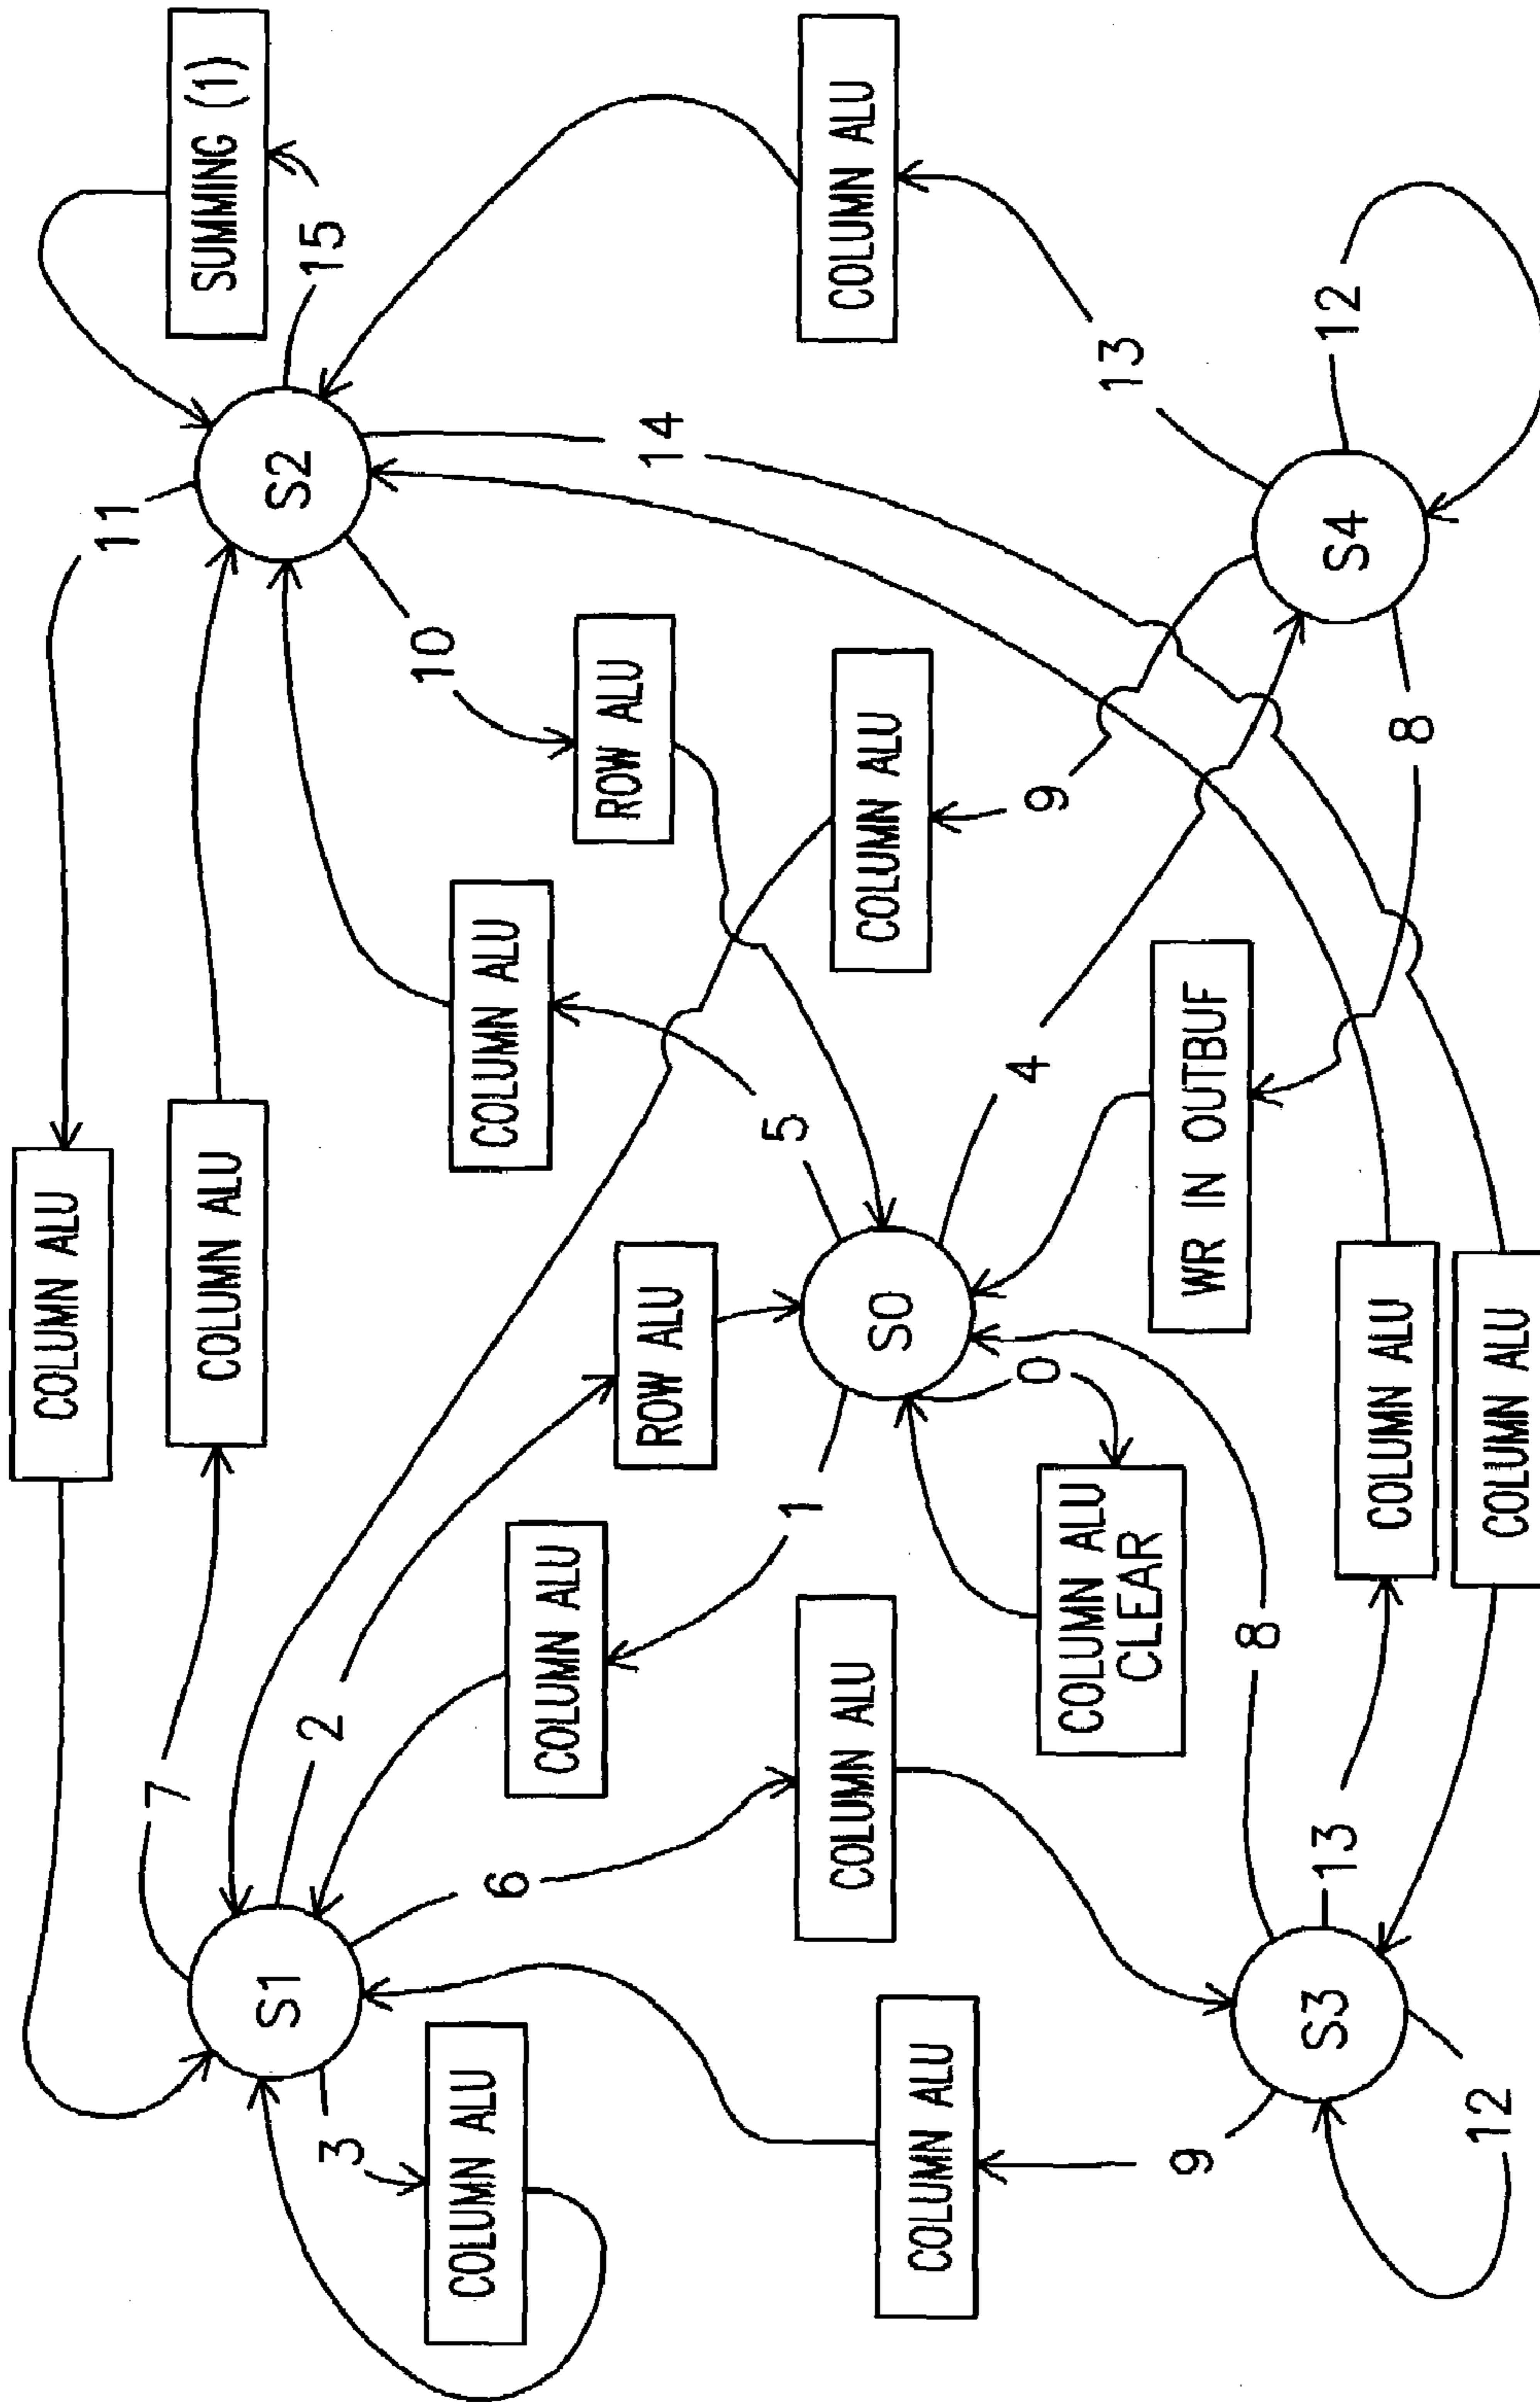 COLUMN ALU
11
7
COLUMN ALU
SUMMING (1)
S1
S2
2
15
3
10
COLUMN ALU
COLUMN ALU
6
COLUMN ALU
ROW ALU
ROW ALU
14
5
1
COLUMN ALU
COLUMN ALU
COLUMN ALU
S0
COLUMN ALU
0
4
9
COLUMN ALU
CLEAR
13
9
WR IN OUTBUF
8
S3
13
S4
12
COLUMN ALU
8
12
COLUMN ALU